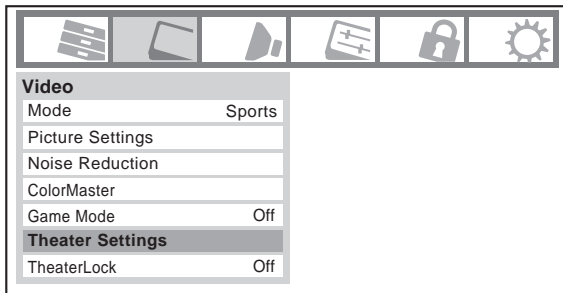 Video
Mode Sports
Picture Settings
Noise Reduction
ColorMaster
Game Mode Off
Theater Settings
TheaterLock Off